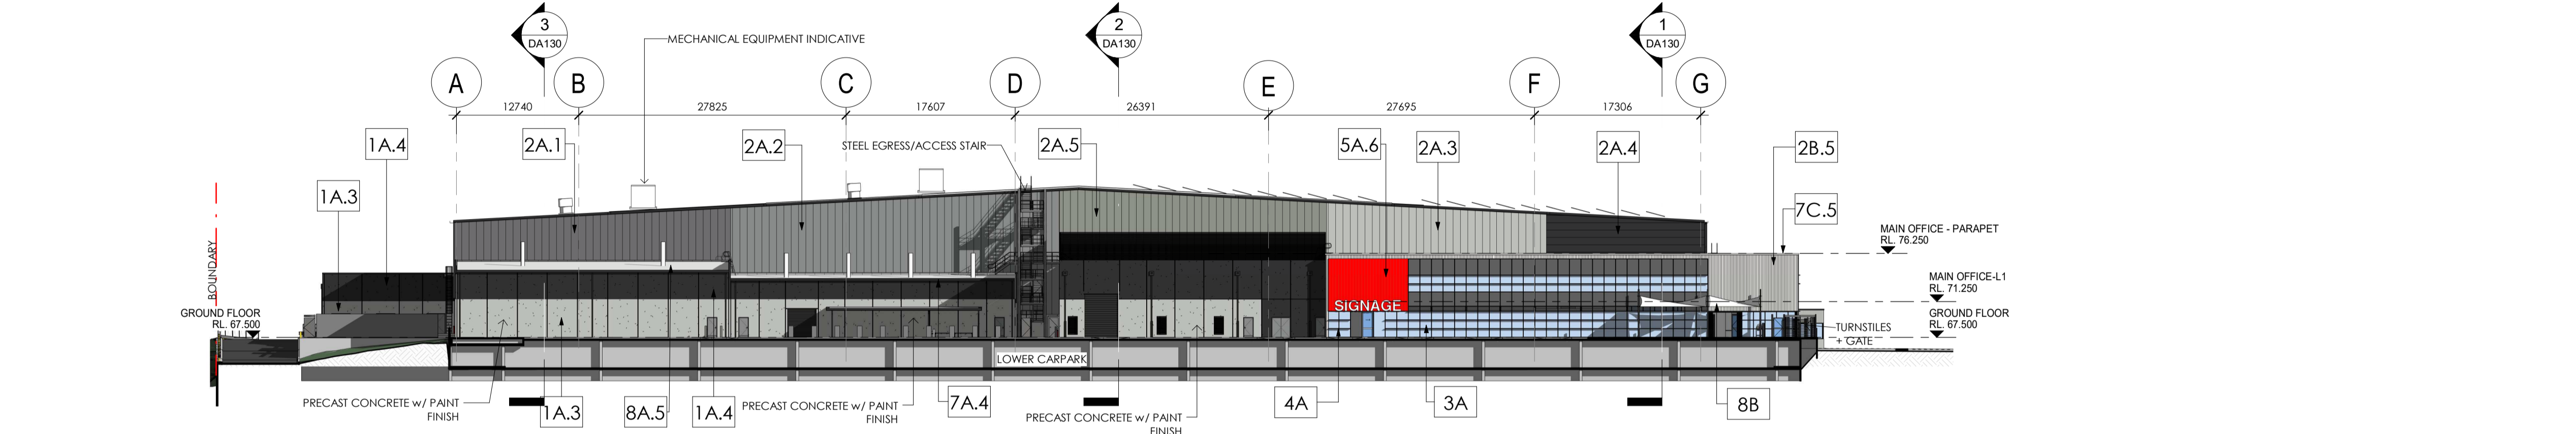 3
DA130
2
DA130
1
DA130
MECHANICAL EQUIPMENT INDICATIVE
A
B
C
D
E
F
G
12740
27825
17607
26391
27695
17306
1A.4
2A.1
2A.2
STEEL EGRESS/ACCESS STAIR
2A.5
5A.6
2A.3
2A.4
2B.5
1A.3
7C.5
MAIN OFFICE - PARAPET
RL. 76.250
BOUNDARY
MAIN OFFICE-L1
RL. 71.250
GROUND FLOOR
RL. 67.500
SIGNAGE
GROUND FLOOR
RL. 67.500
TURNSTILES
+ GATE
LOWER CARPARK
PRECAST CONCRETE w/ PAINT
FINISH
1A.3
8A.5
1A.4
PRECAST CONCRETE w/ PAINT
FINISH
7A.4
PRECAST CONCRETE w/ PAINT
FINISH
4A
3A
8B